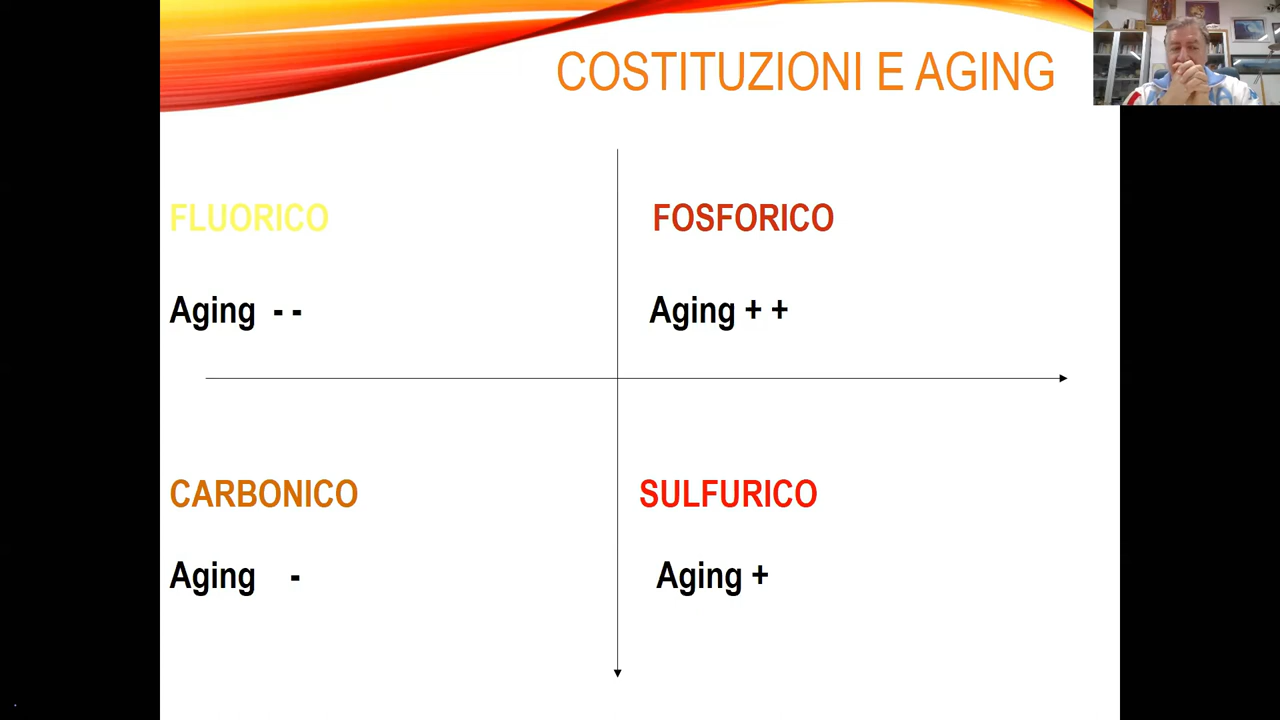 COSTITUZIONI E AGING
FLUORICO
FOSFORICO
Aging - -
Aging + +
CARBONICO
SULFURICO
Aging -
Aging +